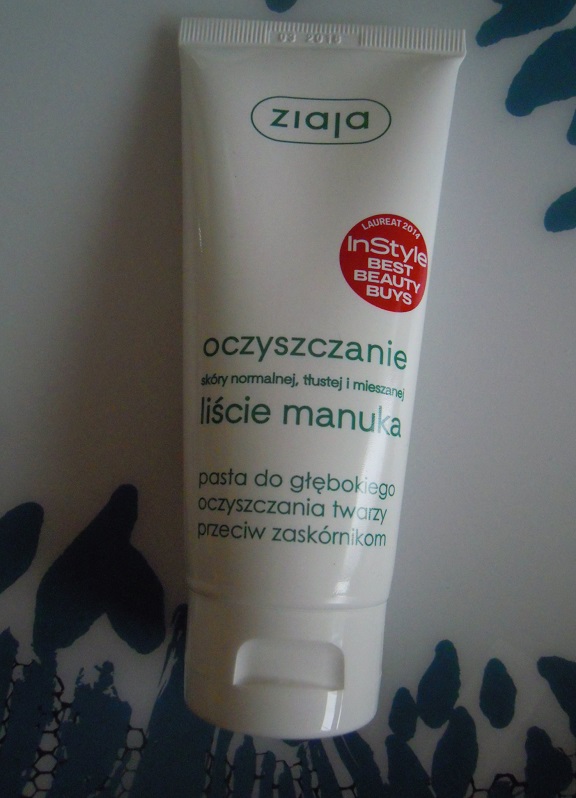 ziaja
LAUREAT 2014
InStyle
BEST
BEAUTY
BUYS
oczyszczanie
skóry normalnej, tłustej i mieszanej
liście manuka
pasta do głębokiego
oczyszczania twarzy
przeciw zaskórnikom